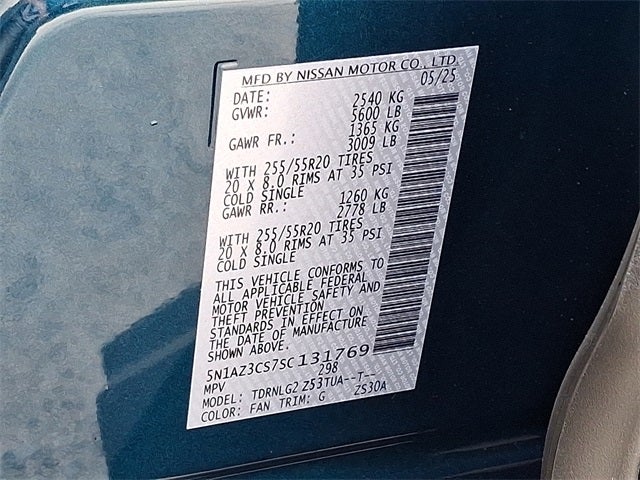 MFD BY NISSAN MOTOR CO., LTD.
DATE: 05/25
GVWR: 2540 KG
5600 LB
GAWR FR.: 1365 KG
3009 LB
WITH 255/55R20 TIRES
20 X 8.0 RIMS AT 35 PSI
COLD SINGLE
GAWR RR.: 1260 KG
2778 LB
WITH 255/55R20 TIRES
20 X 8.0 RIMS AT 35 PSI
COLD SINGLE
THIS VEHICLE CONFORMS TO
ALL APPLICABLE FEDERAL
MOTOR VEHICLE SAFETY AND
THEFT PREVENTION
STANDARDS IN EFFECT ON
THE DATE OF MANUFACTURE
SHOWN ABOVE.
5N1AZ3CS7SC131769
MPV 298
MODEL: TDRNLG2 Z53TUA--T--
COLOR: FAN TRIM: G ZS30A